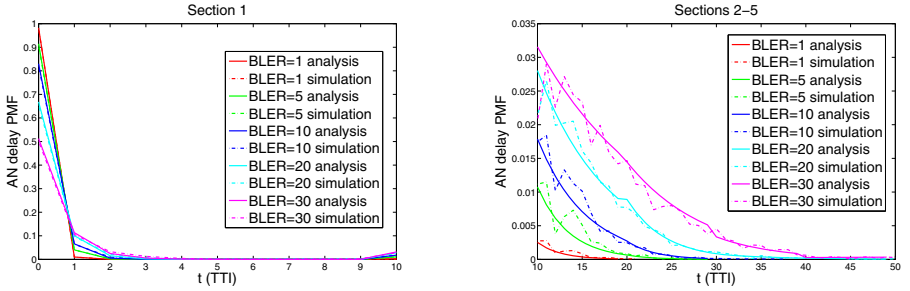 Section 1
AN delay PMF
1
0.9
0.8
0.7
0.6
0.5
0.4
0.3
0.2
0.1
0
BLER=1 analysis
BLER=1 simulation
BLER=5 analysis
BLER=5 simulation
BLER=10 analysis
BLER=10 simulation
BLER=20 analysis
BLER=20 simulation
BLER=30 analysis
BLER=30 simulation
0 1 2 3 4 5 6 7 8 9 10
t (TTI)
Sections 2−5
AN delay PMF
0.035
0.03
0.025
0.02
0.015
0.01
0.005
0
BLER=1 analysis
BLER=1 simulation
BLER=5 analysis
BLER=5 simulation
BLER=10 analysis
BLER=10 simulation
BLER=20 analysis
BLER=20 simulation
BLER=30 analysis
BLER=30 simulation
10 15 20 25 30 35 40 45 50
t (TTI)